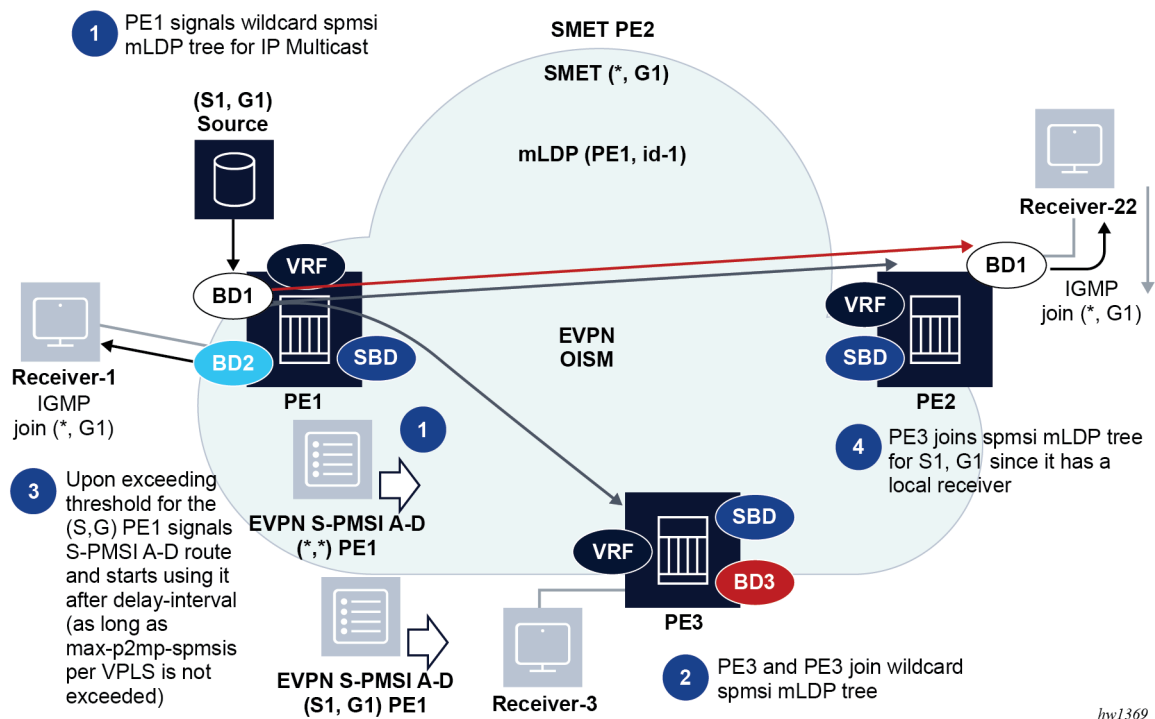 1
PE1 signals wildcard spmsi
mLDP tree for IP Multicast
SMET PE2
SMET (*, G1)
mLDP (PE1, id-1)
(S1, G1)
Source
Receiver-22
IGMP
join (*, G1)
VRF
BD1
BD2
SBD
PE1
Receiver-1
IGMP
join (*, G1)
EVPN
OISM
BD1
VRF
SBD
PE2
1
EVPN S-PMSI A-D
(*,*) PE1
3
Upon exceeding
threshold for the
(S,G) PE1 signals
S-PMSI A-D route
and starts using it
after delay-interval
(as long as
max-p2mp-spmsis
per VPLS is not
exceeded)
EVPN S-PMSI A-D
(S1, G1) PE1
4
PE3 joins spmsi mLDP tree
for S1, G1 since it has a
local receiver
SBD
VRF
BD3
PE3
Receiver-3
2
PE3 and PE3 join wildcard
spmsi mLDP tree
hw1369